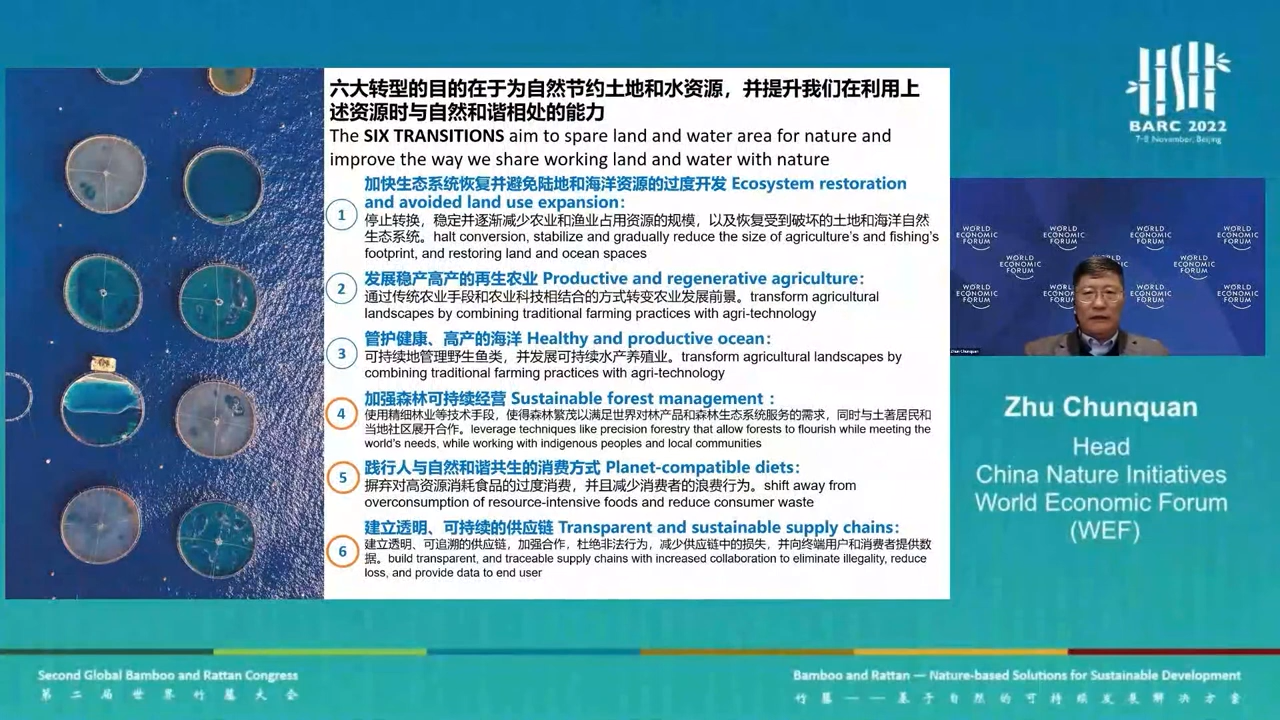 六大转型的目的在于为自然节约土地和水资源，并提升我们在利用上
述资源时与自然和谐相处的能力
The SIX TRANSITIONS aim to spare land and water area for nature and
improve the way we share working land and water with nature
1
加快生态系统恢复并避免陆地和海洋资源的过度开发 Ecosystem restoration
and avoided land use expansion：
停止转换，稳定并逐渐减少农业和渔业占用资源的规模，以及恢复受到破坏的土地和海洋自然
生态系统。halt conversion, stabilize and gradually reduce the size of agriculture's and fishing's
footprint, and restoring land and ocean spaces
2
发展稳产高产的再生农业 Productive and regenerative agriculture：
通过传统农业手段和农业科技相结合的方式转变农业发展前景。transform agricultural
landscapes by combining traditional farming practices with agri-technology
3
管护健康、高产的海洋 Healthy and productive ocean：
可持续地管理野生鱼类，并发展可持续水产养殖业。transform agricultural landscapes by
combining traditional farming practices with agri-technology
4
加强森林可持续经营 Sustainable forest management ：
使用精细林业等技术手段，使得森林繁茂以满足世界对林产品和森林生态系统服务的需求，同时与土著居民和
当地社区展开合作。leverage techniques like precision forestry that allow forests to flourish while meeting the
world's needs, while working with indigenous peoples and local communities
5
践行人与自然和谐共生的消费方式 Planet-compatible diets：
摒弃对高资源消耗食品的过度消费，并且减少消费者的浪费行为。shift away from
overconsumption of resource-intensive foods and reduce consumer waste
6
建立透明、可持续的供应链 Transparent and sustainable supply chains：
建立透明、可追溯的供应链，加强合作，杜绝非法行为，减少供应链中的损失，并向终端用户和消费者提供数
据。build transparent, and traceable supply chains with increased collaboration to eliminate illegality, reduce
loss, and provide data to end user
BARC 2022
7-8 November, Beijing
WORLD ECONOMIC FORUM
WORLD ECONOMIC FORUM
WORLD ECONOMIC FORUM
WORLD ECONOMIC FORUM
WORLD ECONOMIC FORUM
WORLD ECONOMIC FORUM
WORLD ECONOMIC FORUM
WORLD ECONOMIC FORUM
WORLD ECONOMIC FORUM
Zhu Chunquan
Zhu Chunquan
Head
China Nature Initiatives
World Economic Forum
(WEF)
Second Global Bamboo and Rattan Congress
第二届世界竹藤大会
Bamboo and Rattan — Nature-based Solutions for Sustainable Development
竹藤——基于自然的可持续发展解决方案